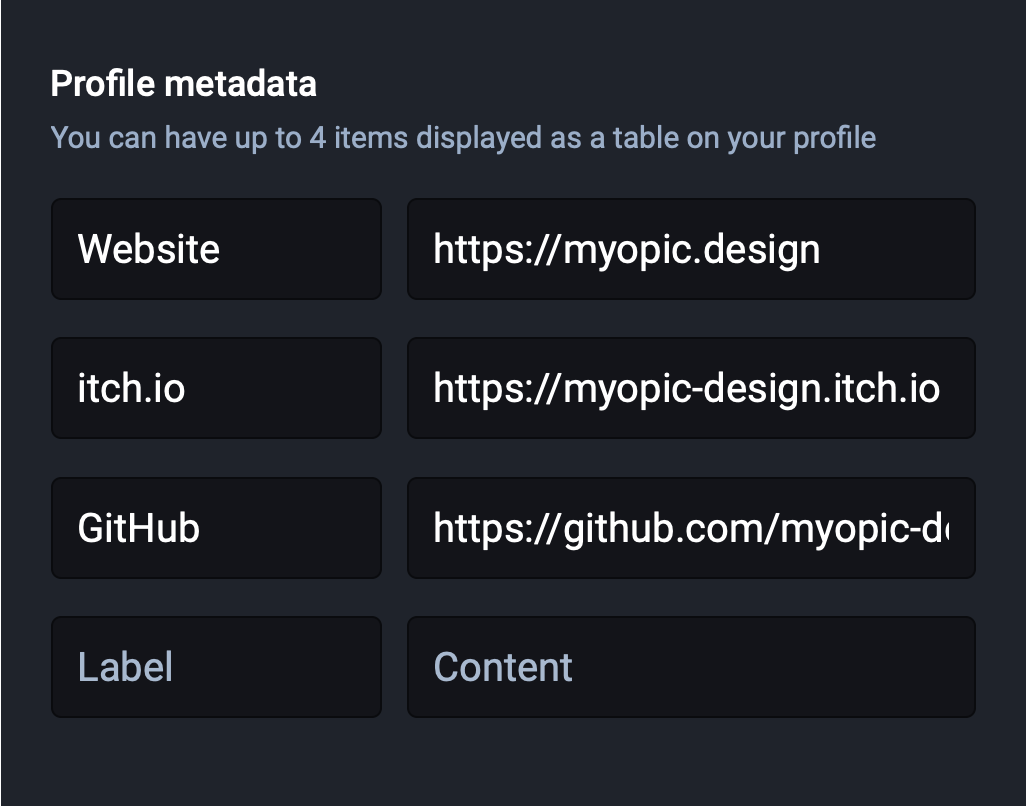 Profile metadata
You can have up to 4 items displayed as a table on your profile
Website https://myopic.design
itch.io https://myopic-design.itch.io
GitHub https://github.com/myopic-d
Label Content